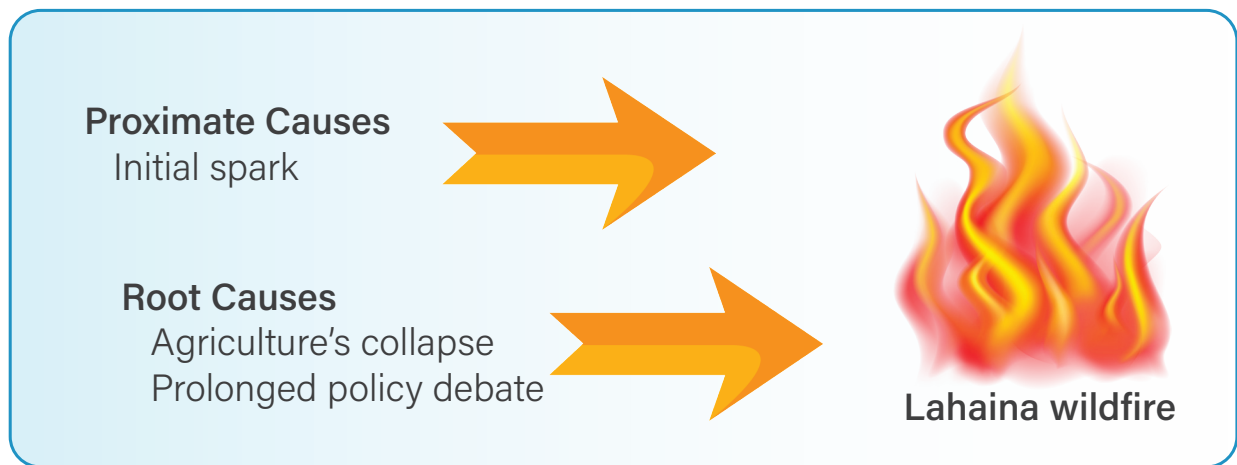 Proximate Causes
Initial spark
Root Causes
Agriculture’s collapse
Prolonged policy debate
Lahaina wildfire